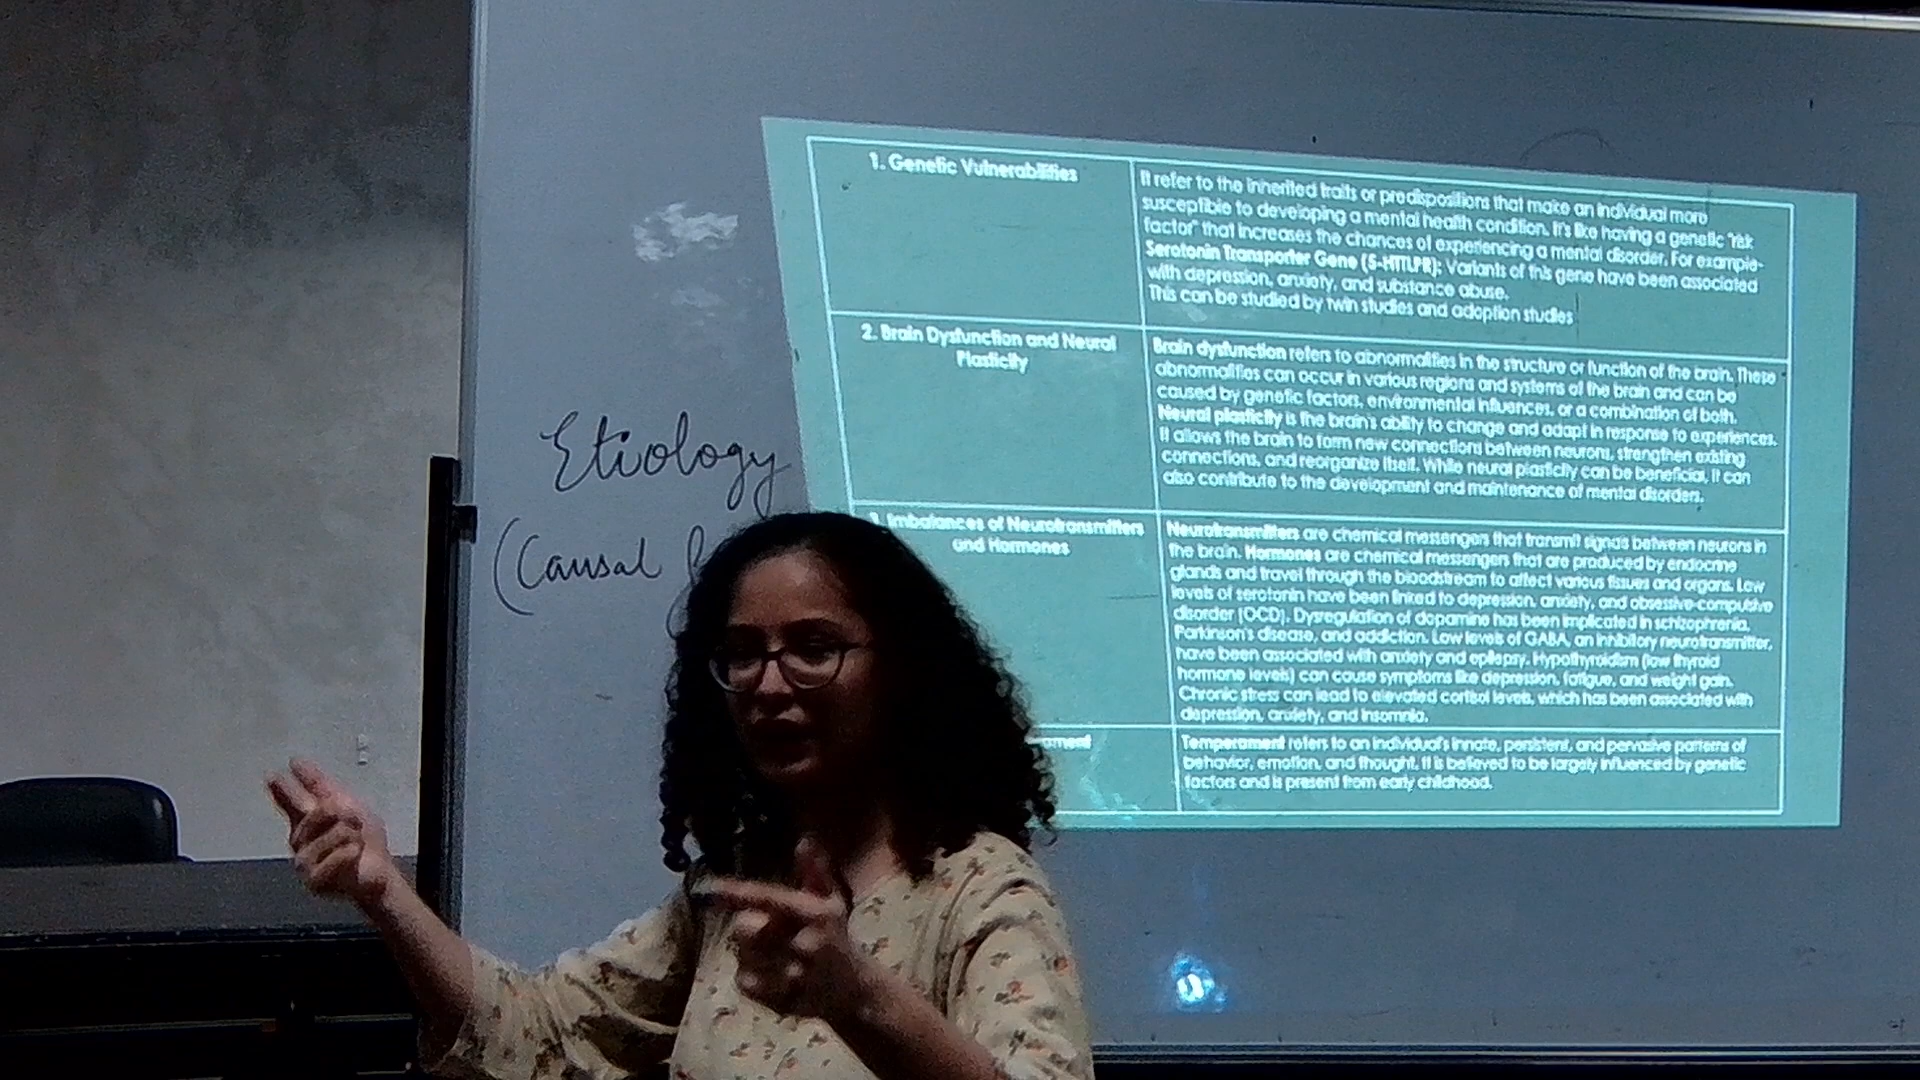 Etiology
(Causal
1. Genetic Vulnerabilities
It refer to the inherited traits or predispositions that make an individual more
susceptible to developing a mental health condition. It's like having a genetic "risk
factor" that increases the chances of experiencing a mental disorder. For example-
Serotonin Transporter Gene (5-HTTLPR): Variants of this gene have been associated
with depression, anxiety, and substance abuse.
This can be studied by twin studies and adoption studies
2. Brain Dysfunction and Neural
Plasticity
Brain dysfunction refers to abnormalities in the structure or function of the brain. These
abnormalities can occur in various regions and systems of the brain and can be
caused by genetic factors, environmental influences, or a combination of both.
Neural plasticity is the brain's ability to change and adapt in response to experiences.
It allows the brain to form new connections between neurons, strengthen existing
connections, and reorganize itself. While neural plasticity can be beneficial, it can
also contribute to the development and maintenance of mental disorders.
3. Imbalances of Neurotransmitters
and Hormones
Neurotransmitters are chemical messengers that transmit signals between neurons in
the brain. Hormones are chemical messengers that are produced by endocrine
glands and travel through the bloodstream to affect various tissues and organs. Low
levels of serotonin have been linked to depression, anxiety, and obsessive-compulsive
disorder (OCD). Dysregulation of dopamine has been implicated in schizophrenia,
Parkinson's disease, and addiction. Low levels of GABA, an inhibitory neurotransmitter,
have been associated with anxiety and epilepsy. Hypothyroidism (low thyroid
hormone levels) can cause symptoms like depression, fatigue, and weight gain.
Chronic stress can lead to elevated cortisol levels, which has been associated with
depression, anxiety, and insomnia.
Temperament refers to an individual's innate, persistent, and pervasive patterns of
behavior, emotion, and thought. It is believed to be largely influenced by genetic
factors and is present from early childhood.